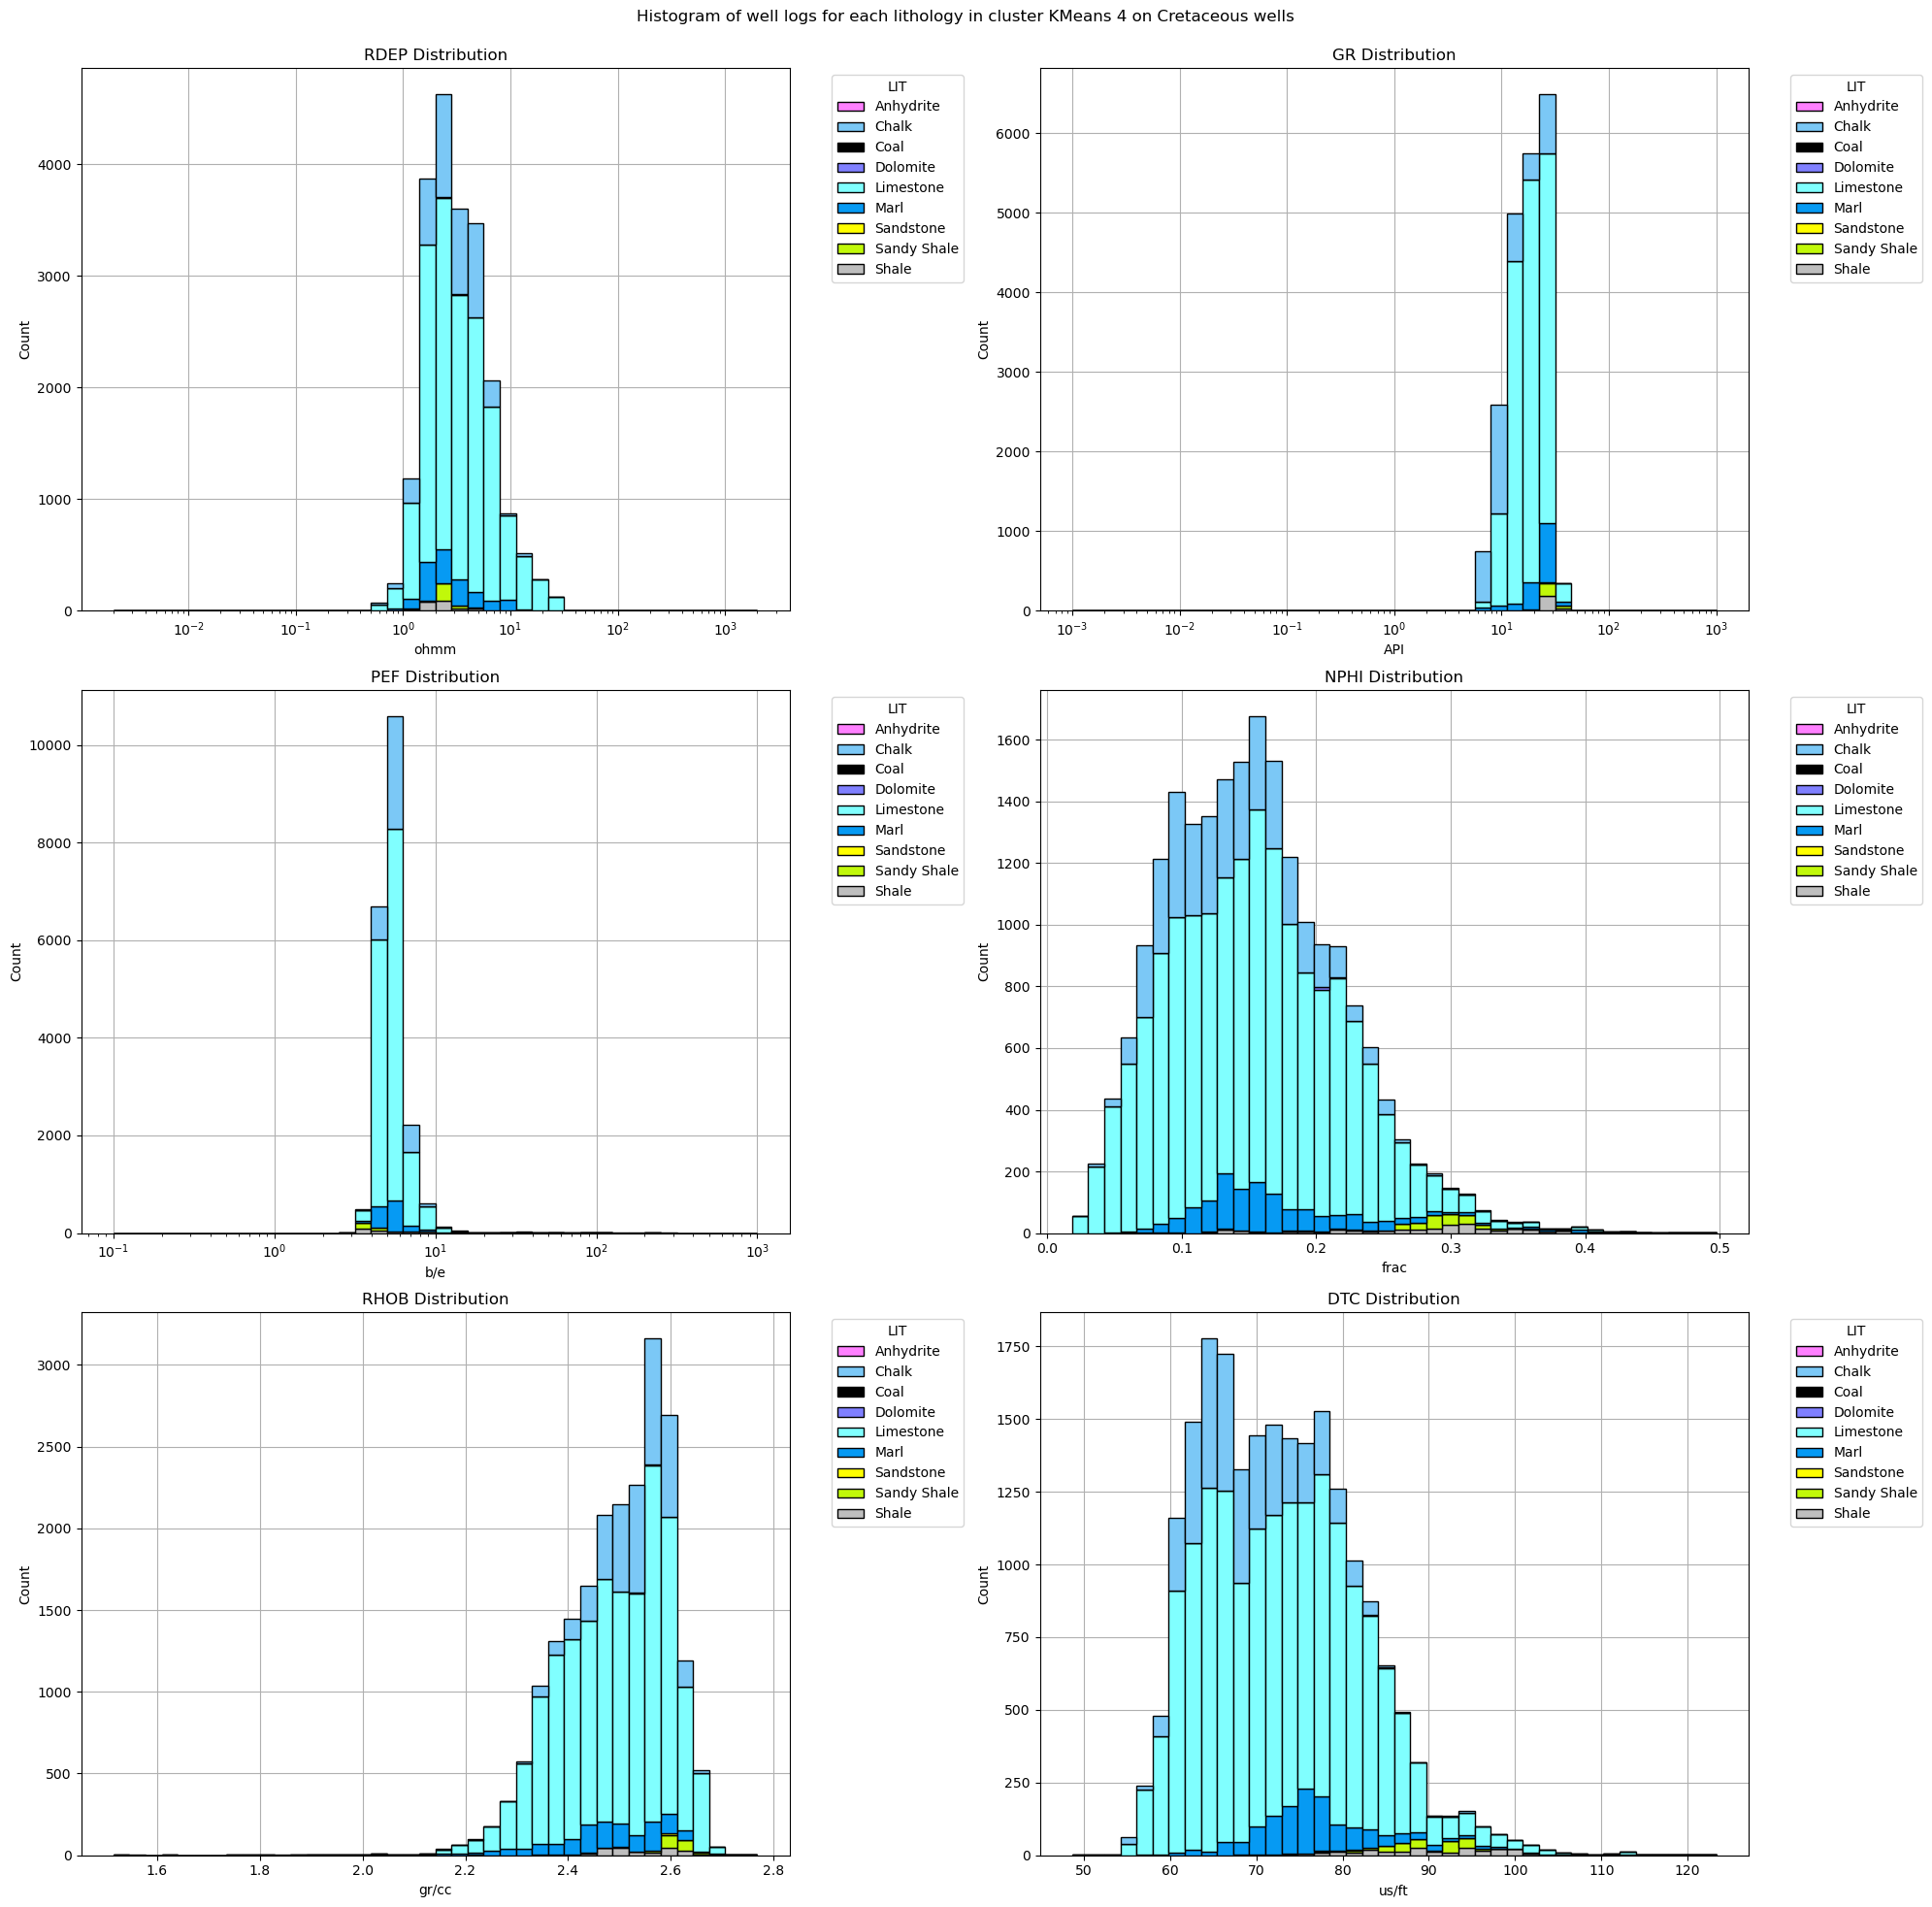 Histogram of well logs for each lithology in cluster KMeans 4 on Cretaceous wells
RDEP Distribution
Count
4000
3000
2000
1000
0
10⁻² 10⁻¹ 10⁰ 10¹ 10² 10³
ohmm
LIT
Anhydrite
Chalk
Coal
Dolomite
Limestone
Marl
Sandstone
Sandy Shale
Shale
GR Distribution
Count
6000
5000
4000
3000
2000
1000
0
10⁻³ 10⁻² 10⁻¹ 10⁰ 10¹ 10² 10³
API
LIT
Anhydrite
Chalk
Coal
Dolomite
Limestone
Marl
Sandstone
Sandy Shale
Shale
PEF Distribution
Count
10000
8000
6000
4000
2000
0
10⁻¹ 10⁰ 10¹ 10² 10³
b/e
LIT
Anhydrite
Chalk
Coal
Dolomite
Limestone
Marl
Sandstone
Sandy Shale
Shale
NPHI Distribution
Count
1600
1400
1200
1000
800
600
400
200
0
0.0 0.1 0.2 0.3 0.4 0.5
frac
LIT
Anhydrite
Chalk
Coal
Dolomite
Limestone
Marl
Sandstone
Sandy Shale
Shale
RHOB Distribution
Count
3000
2500
2000
1500
1000
500
0
1.6 1.8 2.0 2.2 2.4 2.6 2.8
gr/cc
LIT
Anhydrite
Chalk
Coal
Dolomite
Limestone
Marl
Sandstone
Sandy Shale
Shale
DTC Distribution
Count
1750
1500
1250
1000
750
500
250
0
50 60 70 80 90 100 110 120
us/ft
LIT
Anhydrite
Chalk
Coal
Dolomite
Limestone
Marl
Sandstone
Sandy Shale
Shale